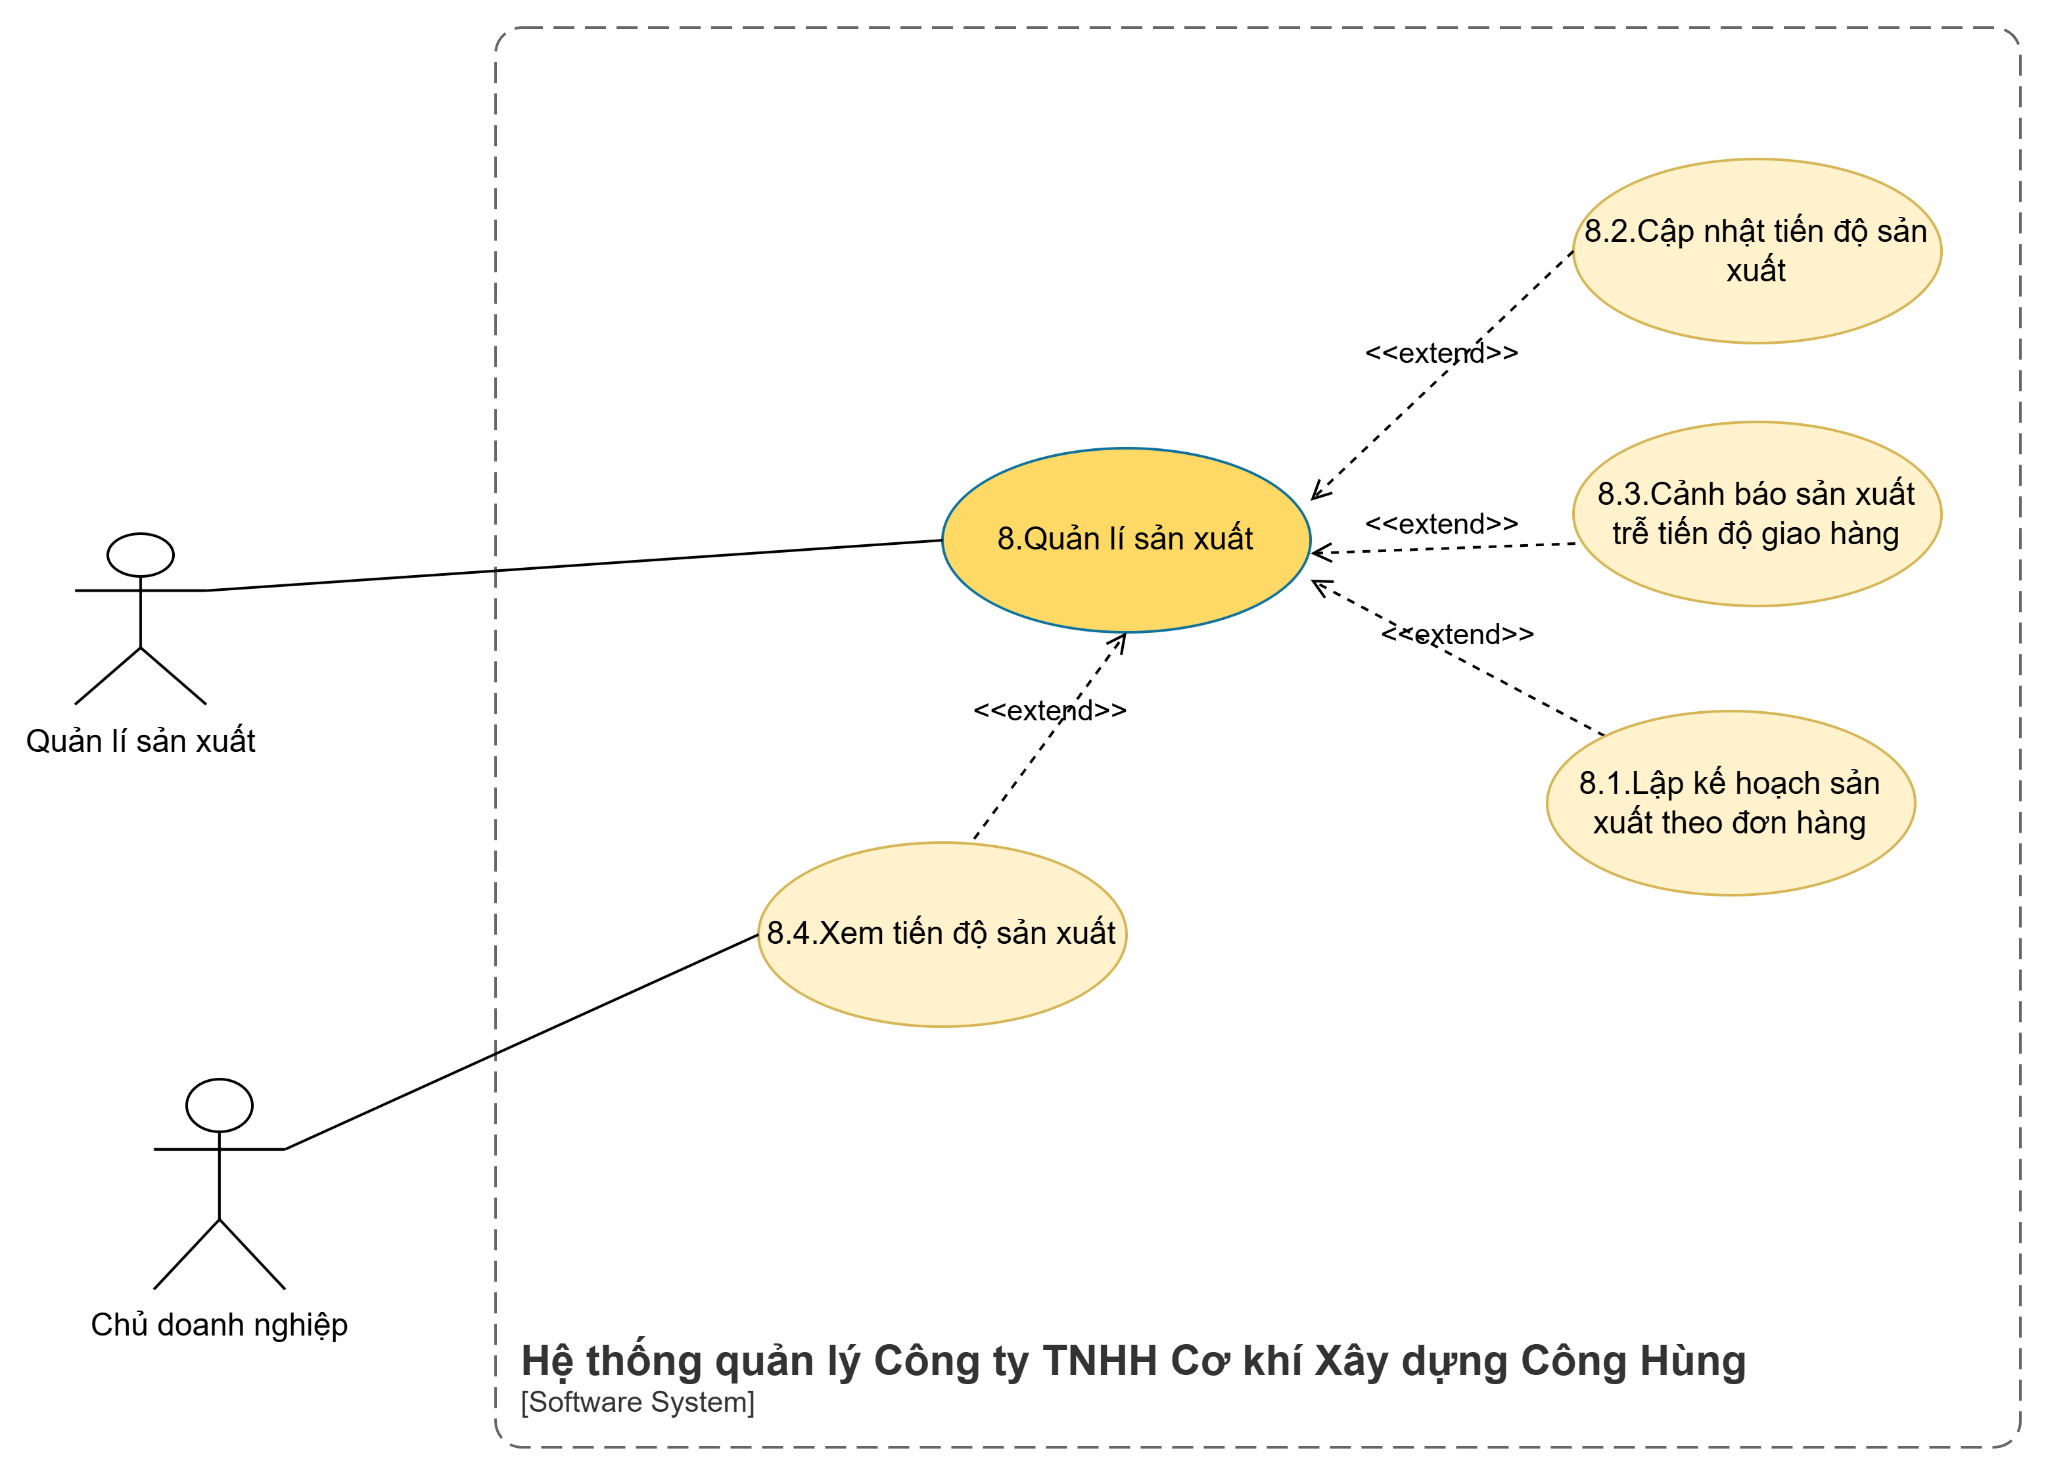 8.2.Cập nhật tiến độ sản
xuất
<<extend>>
8.3.Cảnh báo sản xuất
trễ tiến độ giao hàng
<<extend>>
8.Quản lí sản xuất
<<extend>>
<<extend>>
Quản lí sản xuất
8.1.Lập kế hoạch sản
xuất theo đơn hàng
8.4.Xem tiến độ sản xuất
Chủ doanh nghiệp
Hệ thống quản lý Công ty TNHH Cơ khí Xây dựng Công Hùng
[Software System]